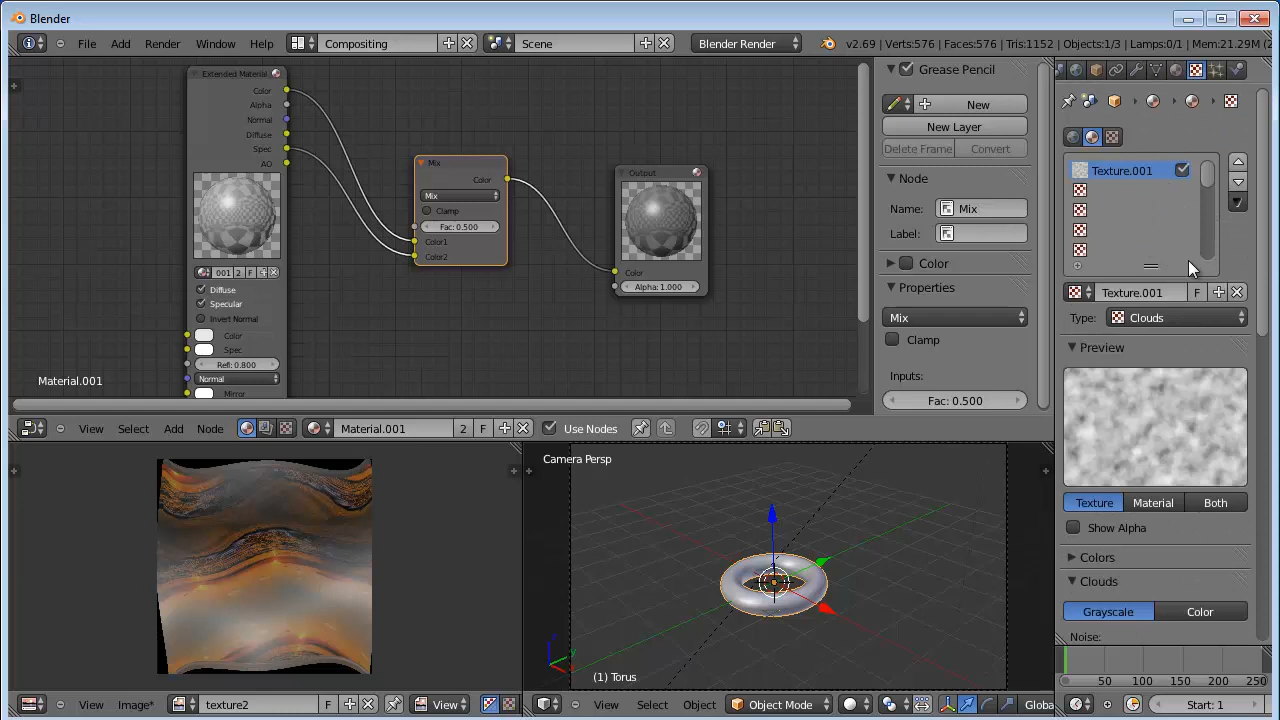 Blender
File Add Render Window Help Compositing Scene Blender Render v2.69 | Verts:576 | Faces:576 | Tris:1152 | Objects:1/3 | Lamps:0/1 | Mem:21.29M
Extended Material
Color
Alpha
Normal
Diffuse
Spec
AO
001 2 F
Diffuse
Specular
Invert Normal
Color
Spec
Refl: 0.800
Normal
Mirror
Mix
Color
Mix
Clamp
Fac: 0.500
Color1
Color2
Output
Color
Alpha: 1.000
Material.001
Grease Pencil
New
New Layer
Delete Frame Convert
Node
Name: Mix
Label:
Color
Properties
Mix
Clamp
Inputs:
Fac: 0.500
Texture.001
Texture.001 F
Type: Clouds
Preview
Texture Material Both
Show Alpha
Colors
Clouds
Grayscale Color
Noise:
View Select Add Node Material.001 2 F Use Nodes
Camera Persp
(1) Torus
View Image* texture2 F View
View Select Object Object Mode Globa
50 100 150 200 250
Start: 1